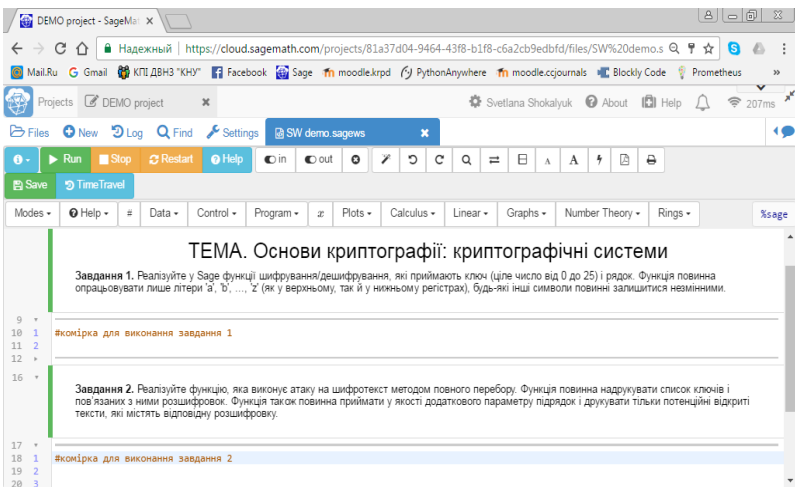 DEMO project - SageMat
Надежный https://cloud.sagemath.com/projects/81a37d04-9464-43f8-b1f8-c6a2cb9edbfd/files/SW%20demo.s
Mail.Ru Gmail КПІ ДВНЗ "КНУ" Facebook Sage moodle.krpd PythonAnywhere moodle.ccjournals Blockly Code Prometheus »
Projects DEMO project Svetlana Shokalyuk About Help 207ms
Files New Log Find Settings SW demo.sagews
Run Stop Restart Help in out A A
Save TimeTravel
Modes Help # Data Control Program x Plots Calculus Linear Graphs Number Theory Rings %sage
ТЕМА. Основи криптографії: криптографічні системи
Завдання 1. Реалізуйте у Sage функції шифрування/дешифрування, які приймають ключ (ціле число від 0 до 25) і рядок. Функція повинна
опрацьовувати лише літери 'a', 'b', ..., 'z' (як у верхньому, так й у нижньому регістрах), будь-які інші символи повинні залишитися незмінними.
9
10 1 #комірка для виконання завдання 1
11 2
12
16
Завдання 2. Реалізуйте функцію, яка виконує атаку на шифротекст методом повного перебору. Функція повинна надрукувати список ключів і
пов'язаних з ними розшифровок. Функція також повинна приймати у якості додаткового параметру підрядок і друкувати тільки потенційні відкриті
тексти, які містять відповідну розшифровку.
17
18 1 #комірка для виконання завдання 2
19 2
20 3